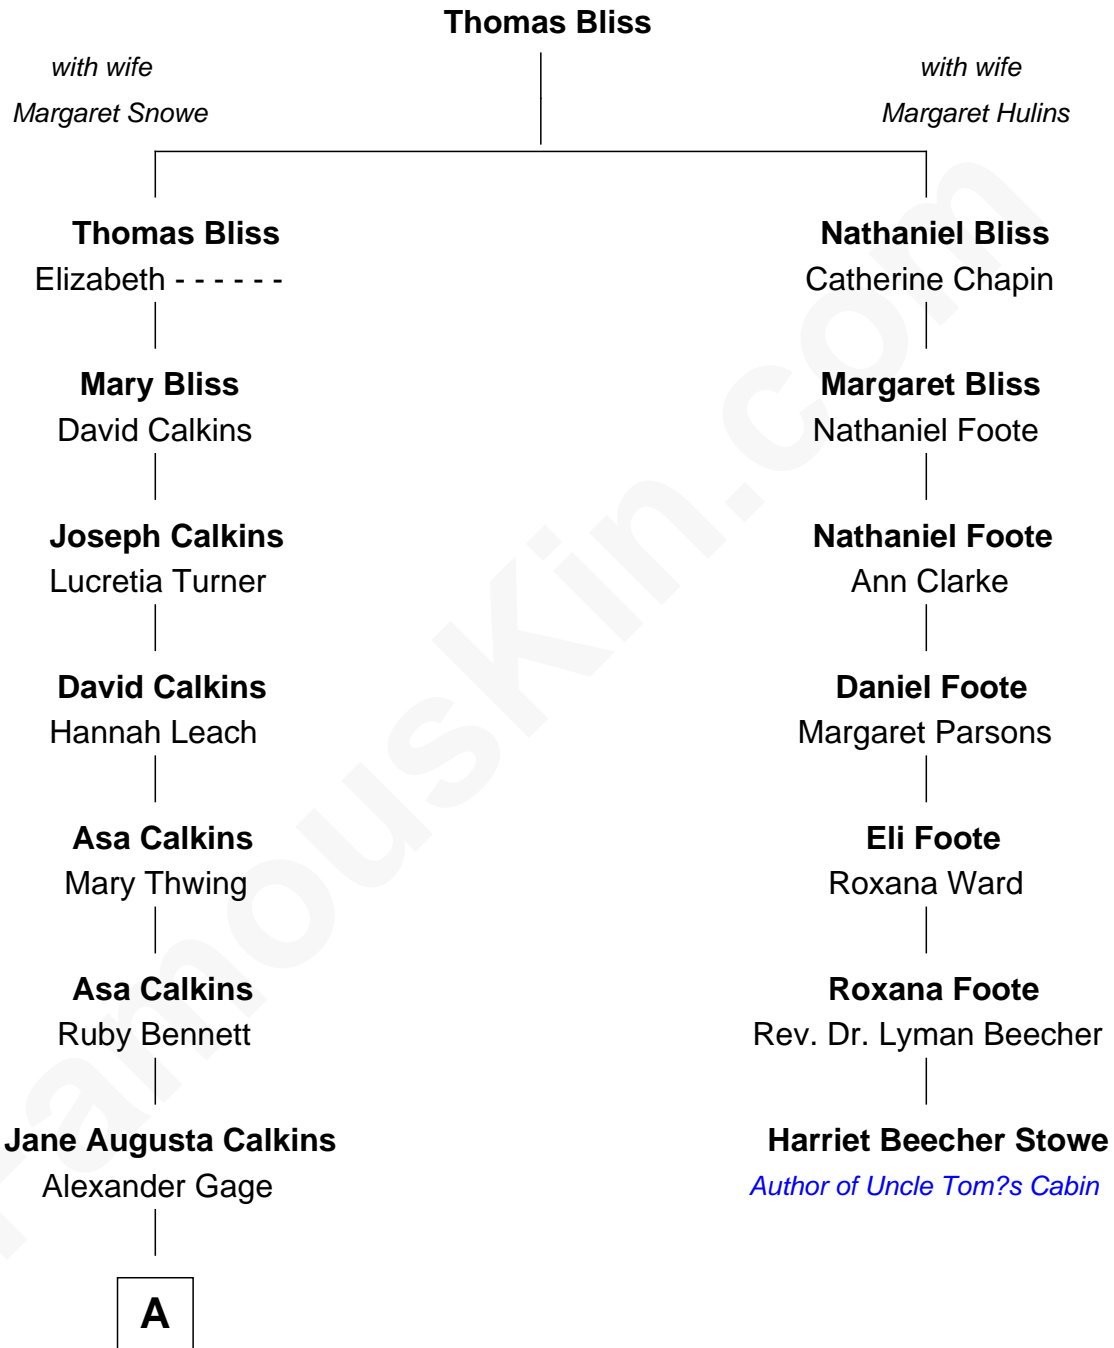 Thomas Bliss
with wife
Margaret Snowe
with wife
Margaret Hulins
Thomas Bliss
Elizabeth - - - - - -
Nathaniel Bliss
Catherine Chapin
Mary Bliss
David Calkins
Margaret Bliss
Nathaniel Foote
Joseph Calkins
Lucretia Turner
Nathaniel Foote
Ann Clarke
David Calkins
Hannah Leach
Daniel Foote
Margaret Parsons
Asa Calkins
Mary Thwing
Eli Foote
Roxana Ward
Asa Calkins
Ruby Bennett
Roxana Foote
Rev. Dr. Lyman Beecher
Jane Augusta Calkins
Alexander Gage
Harriet Beecher Stowe
Author of Uncle Tom?s Cabin
A
FamousKin.com